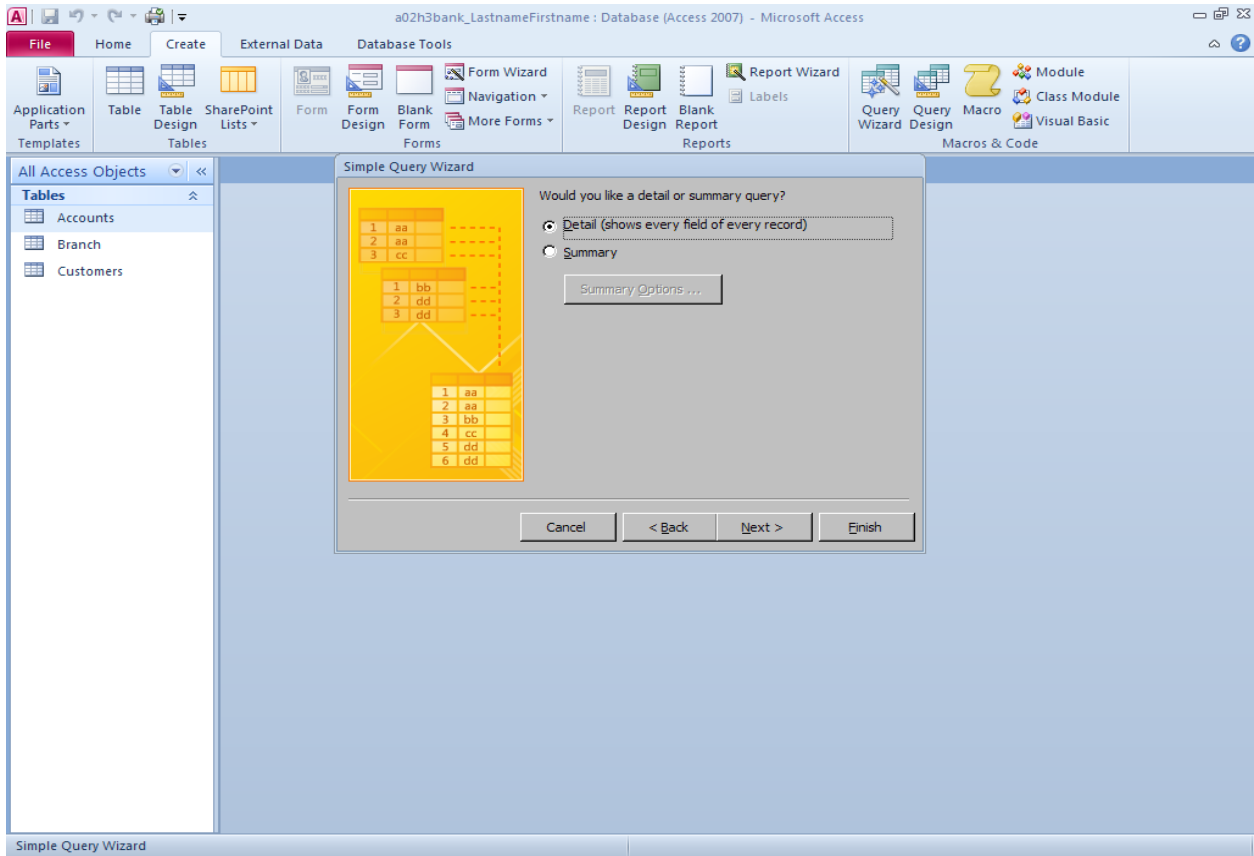 A
a02h3bank_LastnameFirstname : Database (Access 2007) - Microsoft Access
File Home Create External Data Database Tools
Application Parts
Table
Table Design
SharePoint Lists
Form
Form Design
Blank Form
Form Wizard
Navigation
More Forms
Report
Report Design
Blank Report
Report Wizard
Labels
Query Wizard
Query Design
Macro
Module
Class Module
Visual Basic
Templates Tables Forms Reports Macros & Code
All Access Objects
«
Tables
Accounts
Branch
Customers
Simple Query Wizard
Would you like a detail or summary query?
Detail (shows every field of every record)
Summary
Summary Options ...
1 aa
2 aa
3 cc
1 bb
2 dd
3 dd
1 aa
2 aa
3 bb
4 cc
5 dd
6 dd
Cancel < Back Next > Finish
Simple Query Wizard